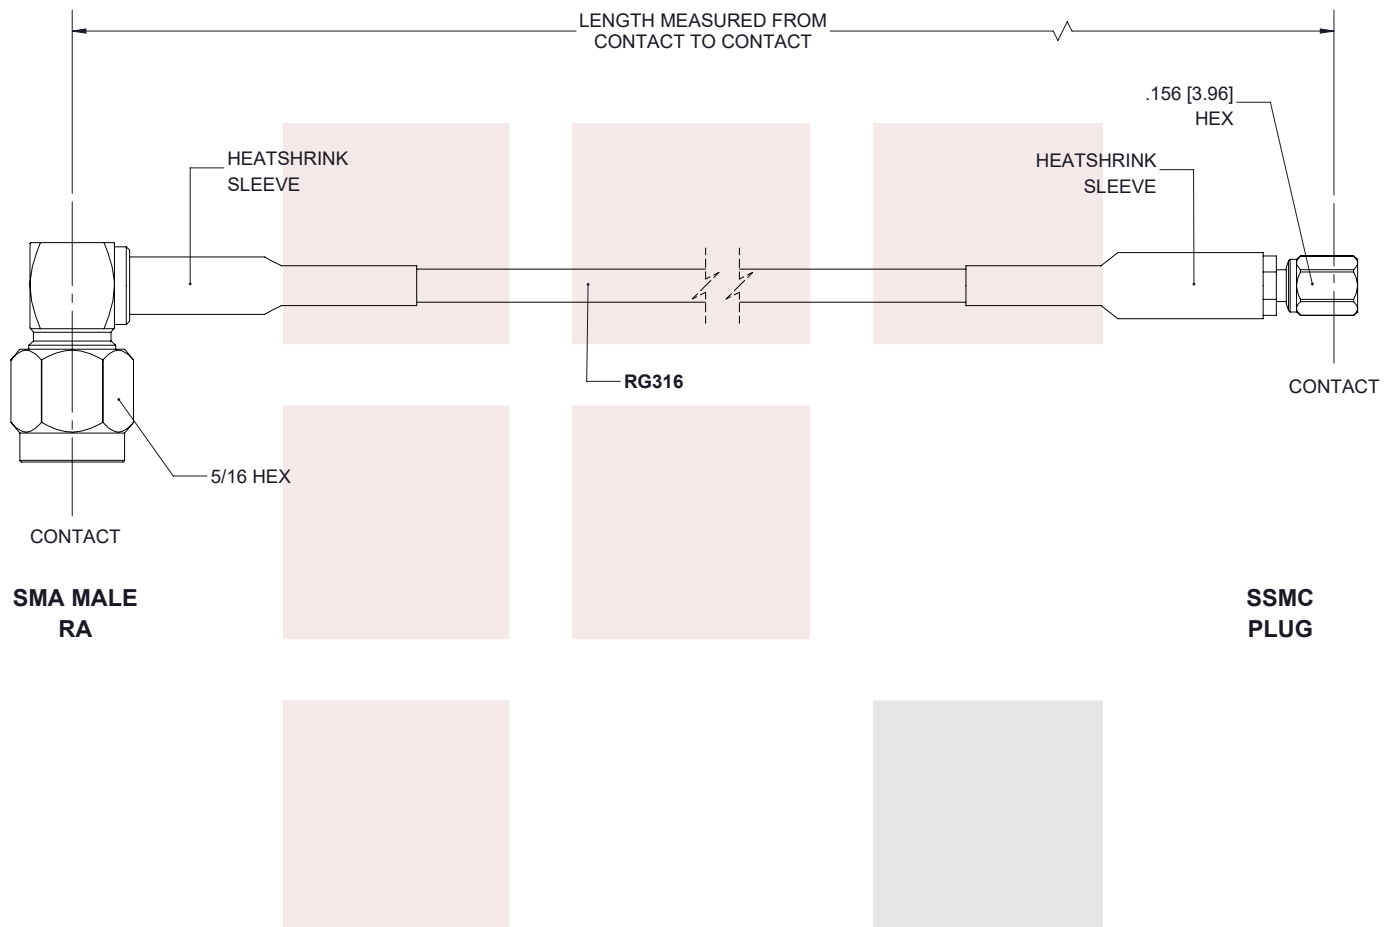 LENGTH MEASURED FROM
CONTACT TO CONTACT
.156 [3.96]
HEX
HEATSHRINK
SLEEVE
HEATSHRINK
SLEEVE
RG316
CONTACT
5/16 HEX
CONTACT
SMA MALE
RA
SSMC
PLUG